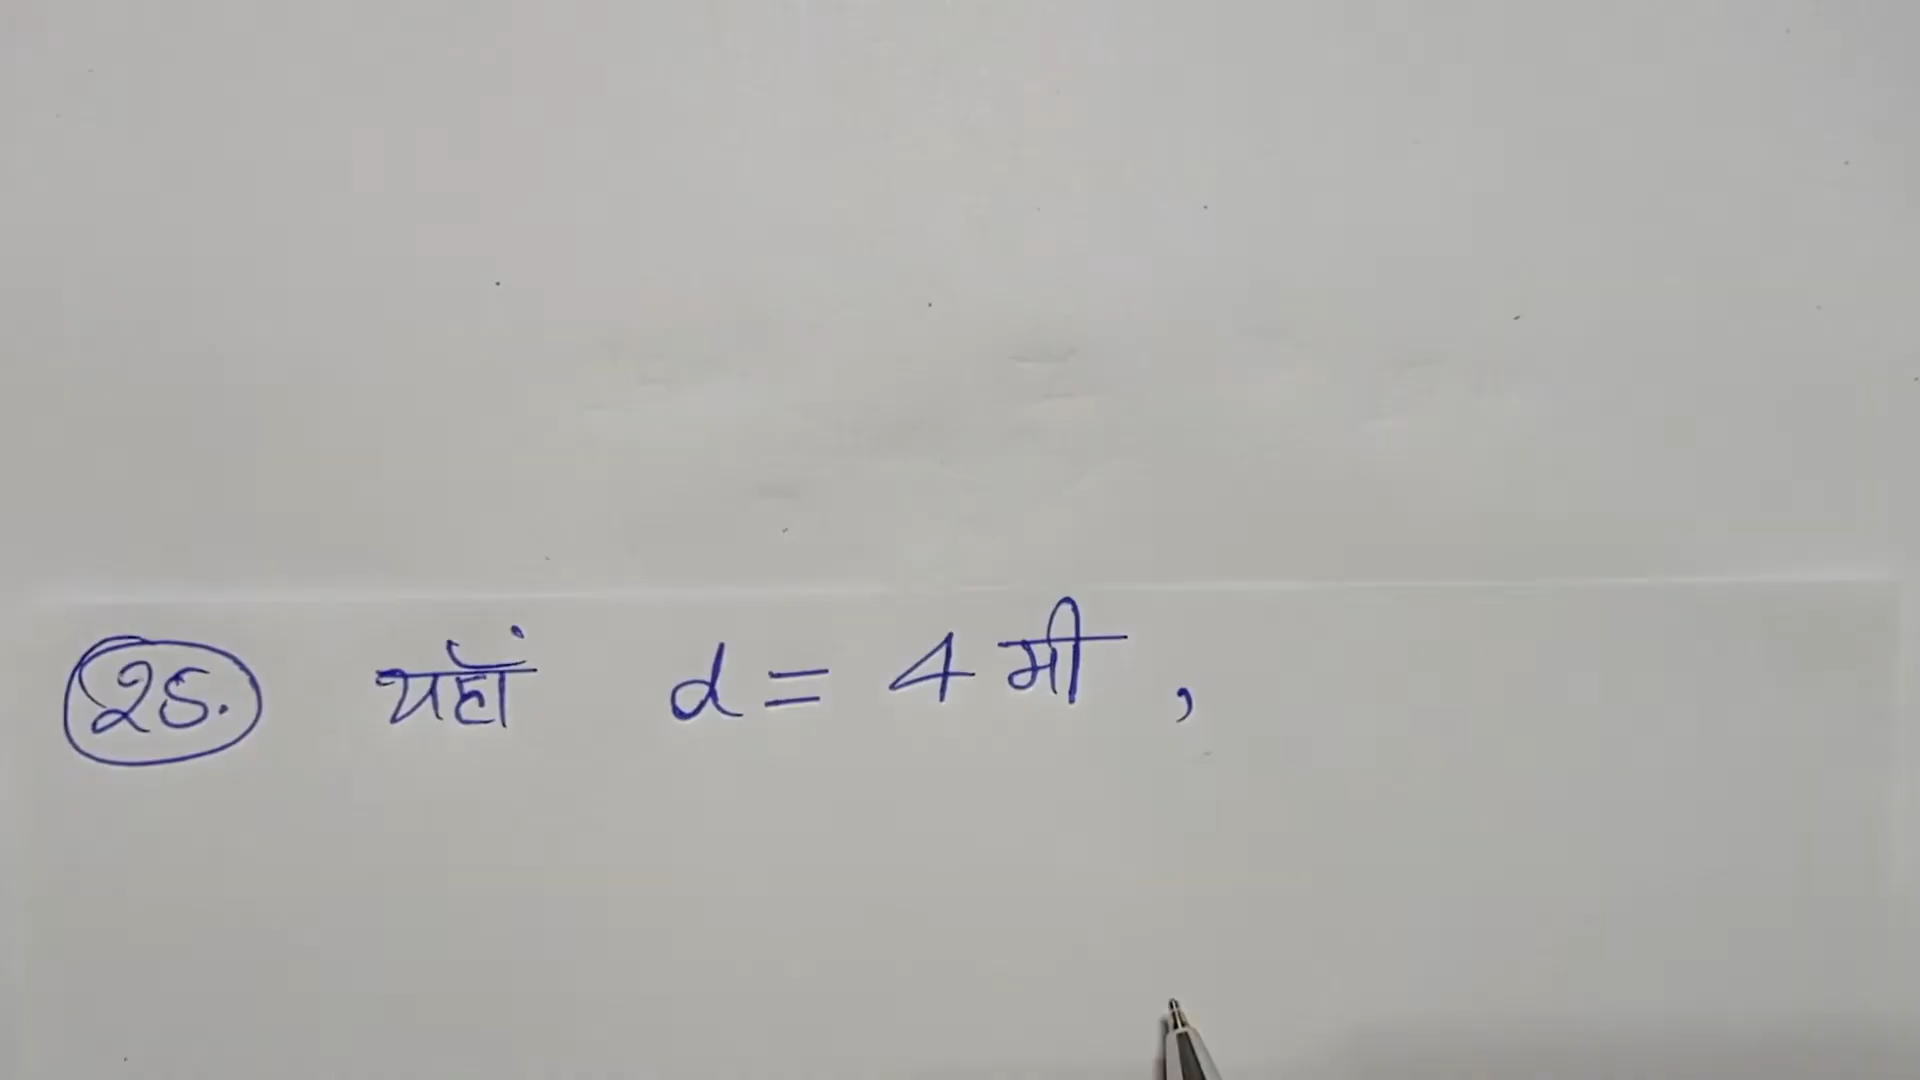 25. यहाँ d = 4 मी ,